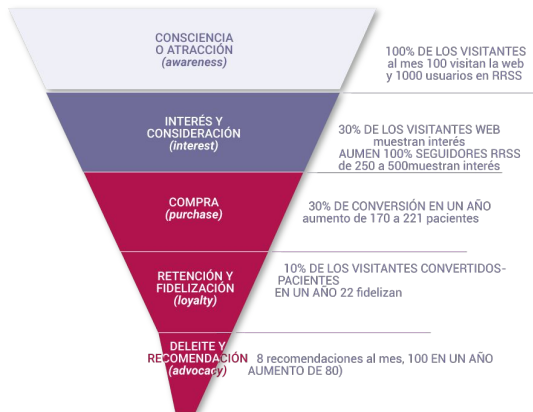 CONSCIENCIA
O ATRACCIÓN
(awareness)
100% DE LOS VISITANTES
al mes 100 visitan la web
y 1000 usuarios en RRSS
INTERÉS Y
CONSIDERACIÓN
(interest)
30% DE LOS VISITANTES WEB
muestran interés
AUMEN 100% SEGUIDORES RRSS
de 250 a 500muestran interés
COMPRA
(purchase)
30% DE CONVERSIÓN EN UN AÑO
aumento de 170 a 221 pacientes
RETENCIÓN Y
FIDELIZACIÓN
(loyalty)
10% DE LOS VISITANTES CONVERTIDOS-
PACIENTES
EN UN AÑO 22 fidelizan
DELEITE Y
RECOMENDACIÓN
(advocacy)
8 recomendaciones al mes, 100 EN UN AÑO
AUMENTO DE 80)